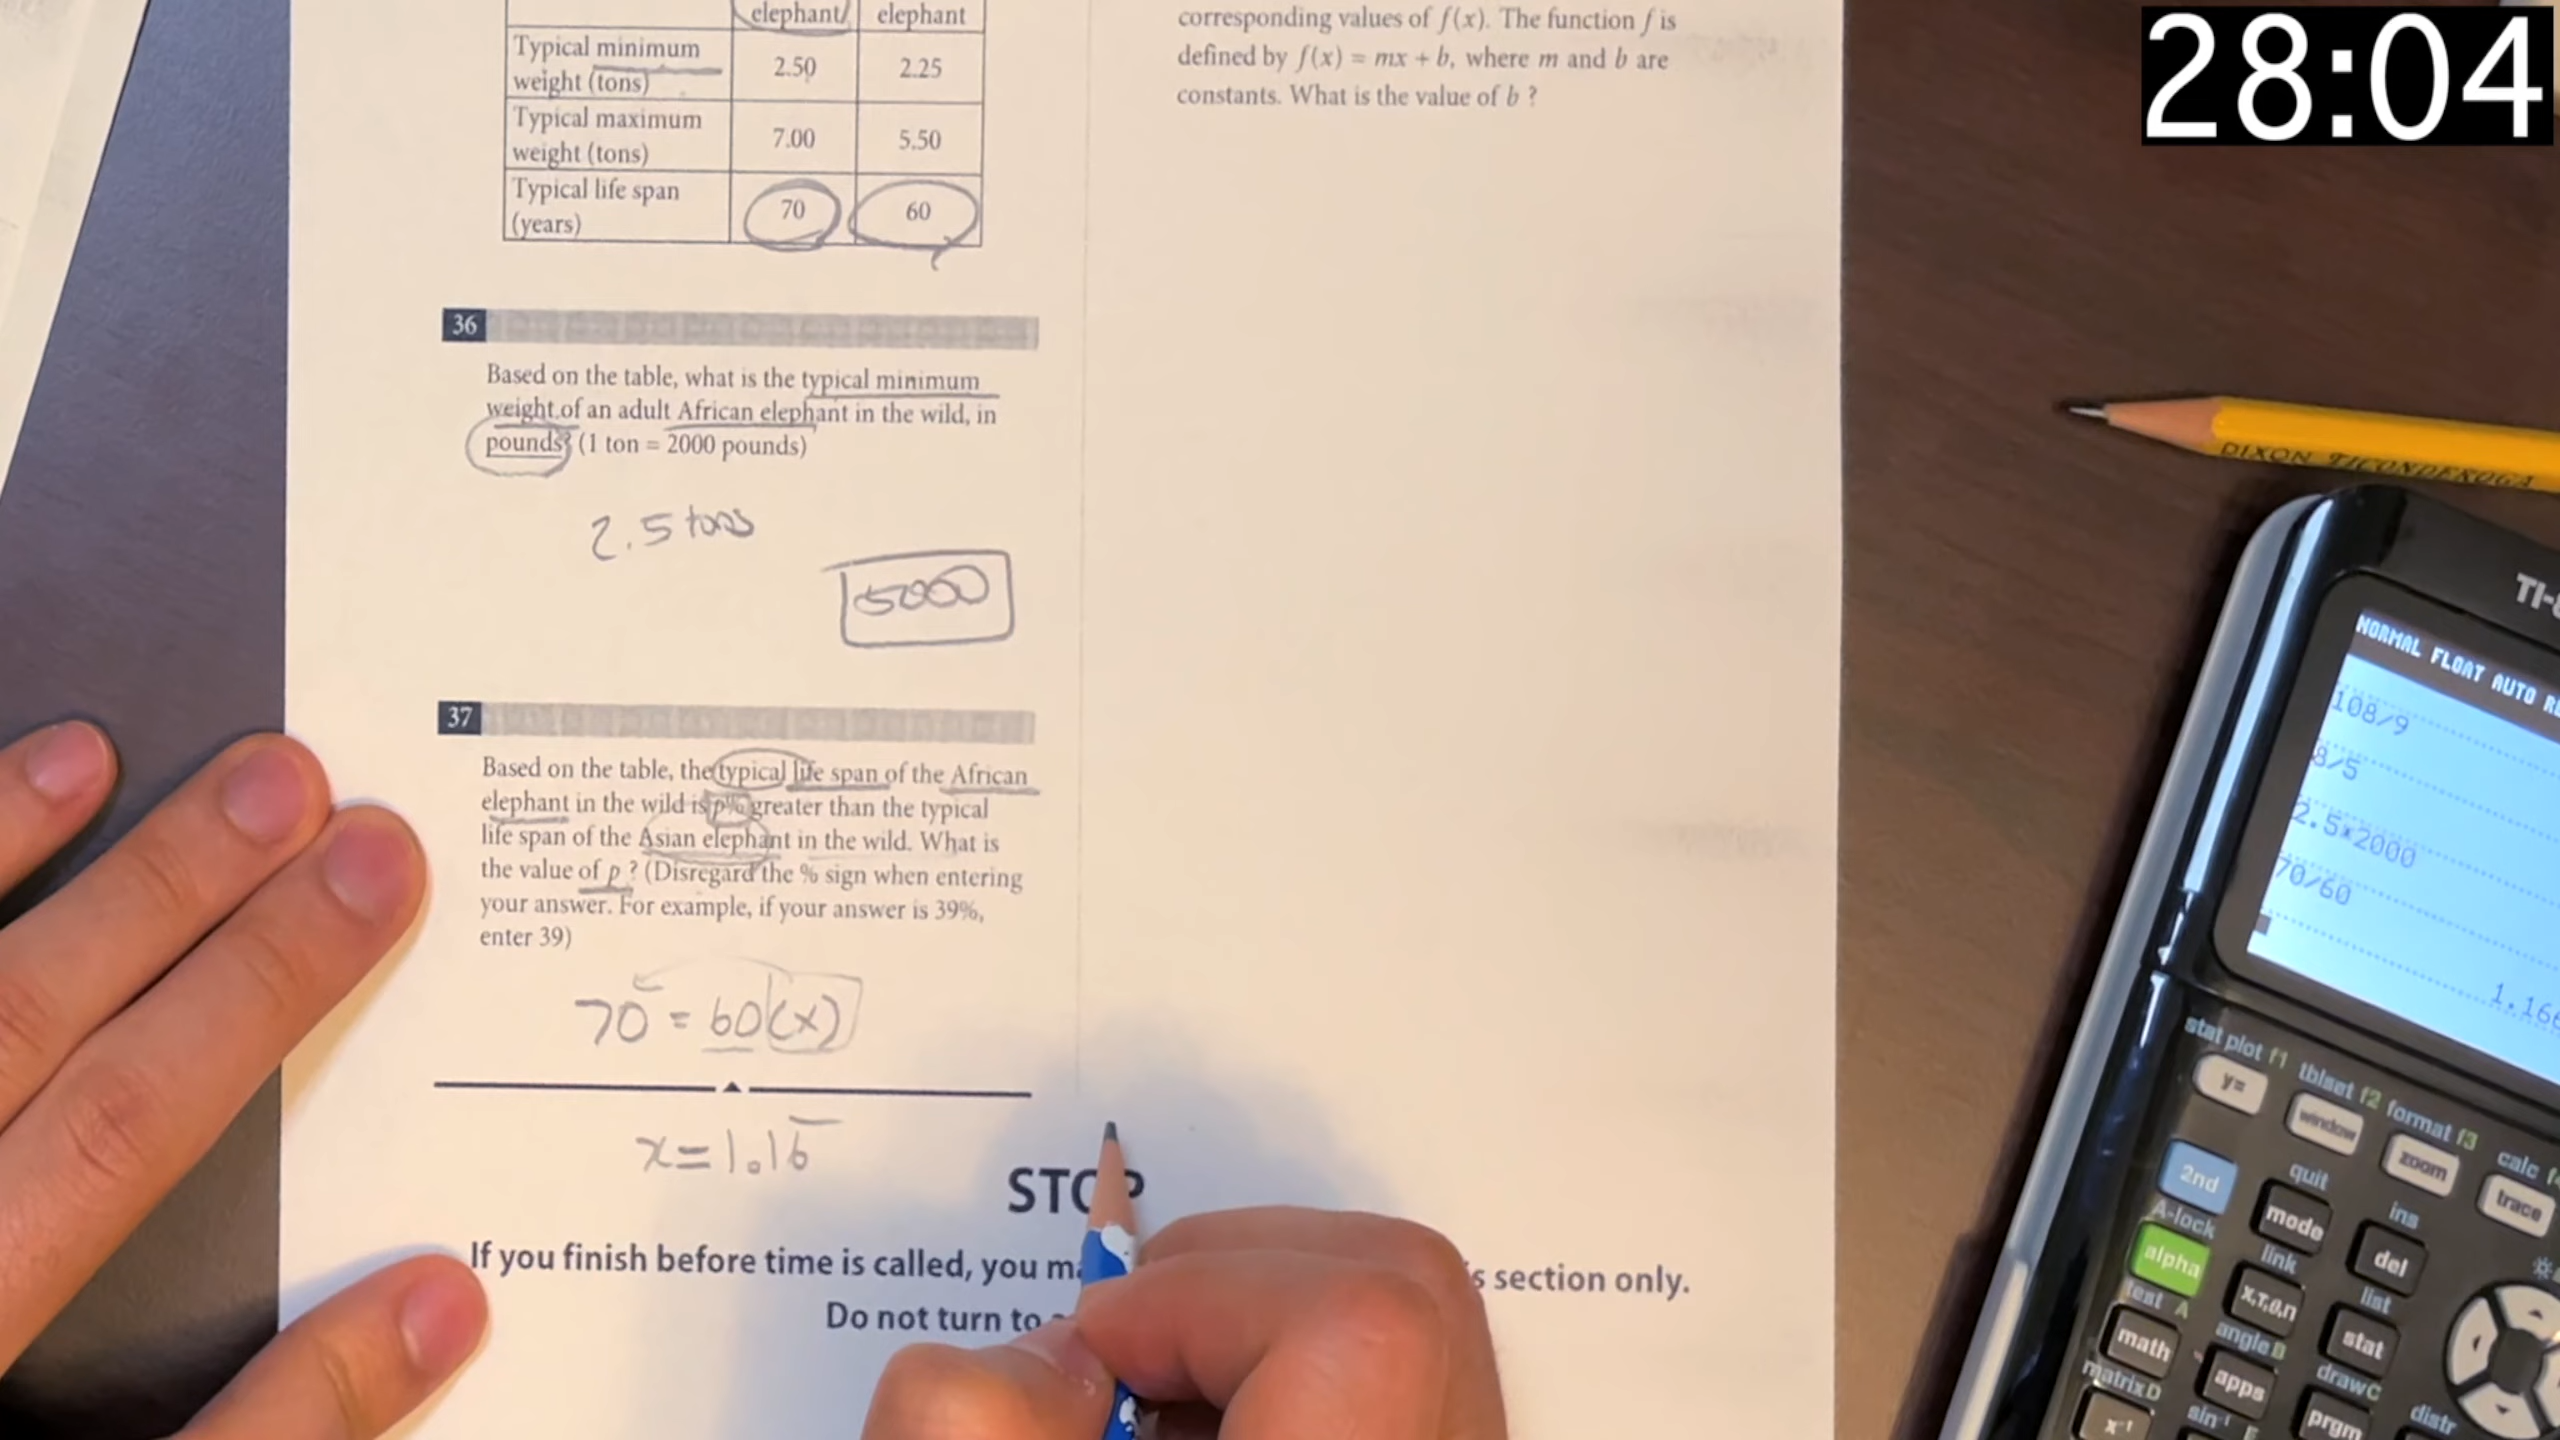 28:04
elephant elephant
Typical minimum
weight (tons) 2.50 2.25
Typical maximum
weight (tons) 7.00 5.50
Typical life span
(years) 70 60
36
Based on the table, what is the typical minimum
weight of an adult African elephant in the wild, in
pounds? (1 ton = 2000 pounds)
2.5 tons
5000
37
Based on the table, the typical life span of the African
elephant in the wild is p% greater than the typical
life span of the Asian elephant in the wild. What is
the value of p ? (Disregard the % sign when entering
your answer. For example, if your answer is 39%,
enter 39)
70 = 60(x)
x = 1.16
corresponding values of f(x). The function f is
defined by f(x) = mx + b, where m and b are
constants. What is the value of b ?
STOP
If you finish before time is called, you section only.
Do not turn to
DIXON TICONDEROGA
NORMAL FLOAT AUTO
108/9
8/5
2.5*2000
70/60
1.166
stat plot f1 tblset f2 format f3 calc
y= window zoom trace
2nd quit mode ins del
A-lock link list
alpha X,T,θ,n stat
test A angle B draw C distr
math apps prgm
matrix D sin⁻¹ E
x⁻¹